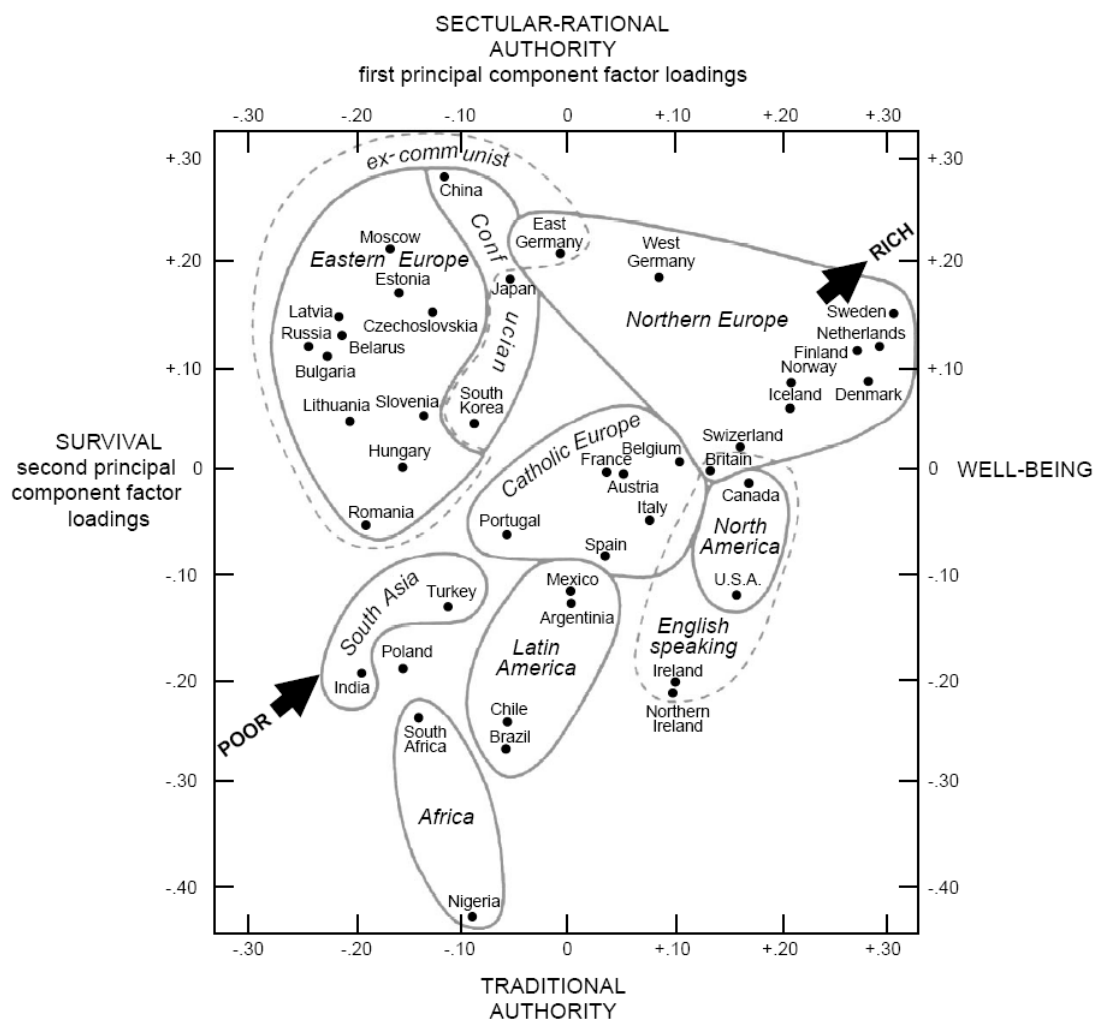 SECTULAR-RATIONAL
AUTHORITY
first principal component factor loadings
-.30 -.20 -.10 0 +.10 +.20 +.30
+.30 +.30
ex-communist
China
Conf
East
Germany
West
Germany
RICH
Moscow
Eastern Europe
+.20 +.20
Estonia
Japan
Latvia
Czechoslovskia
ucian
Northern Europe
Sweden
Russia
Belarus
Netherlands
Bulgaria
Finland
Norway
+.10 +.10
Iceland
Denmark
Lithuania
Slovenia
South
Korea
Catholic Europe
Swizerland
SURVIVAL
second principal
component factor
loadings
Hungary
France
Belgium
Britain
0 0
WELL-BEING
Austria
Canada
Romania
Portugal
Italy
North
America
Spain
-.10 -.10
South Asia
Turkey
Mexico
U.S.A.
Argentinia
English
speaking
Poland
Latin
America
India
Ireland
-.20 -.20
POOR
Northern
Ireland
South
Africa
Chile
Brazil
-.30 -.30
Africa
-.40 -.40
Nigeria
-.30 -.20 -.10 0 +.10 +.20 +.30
TRADITIONAL
AUTHORITY